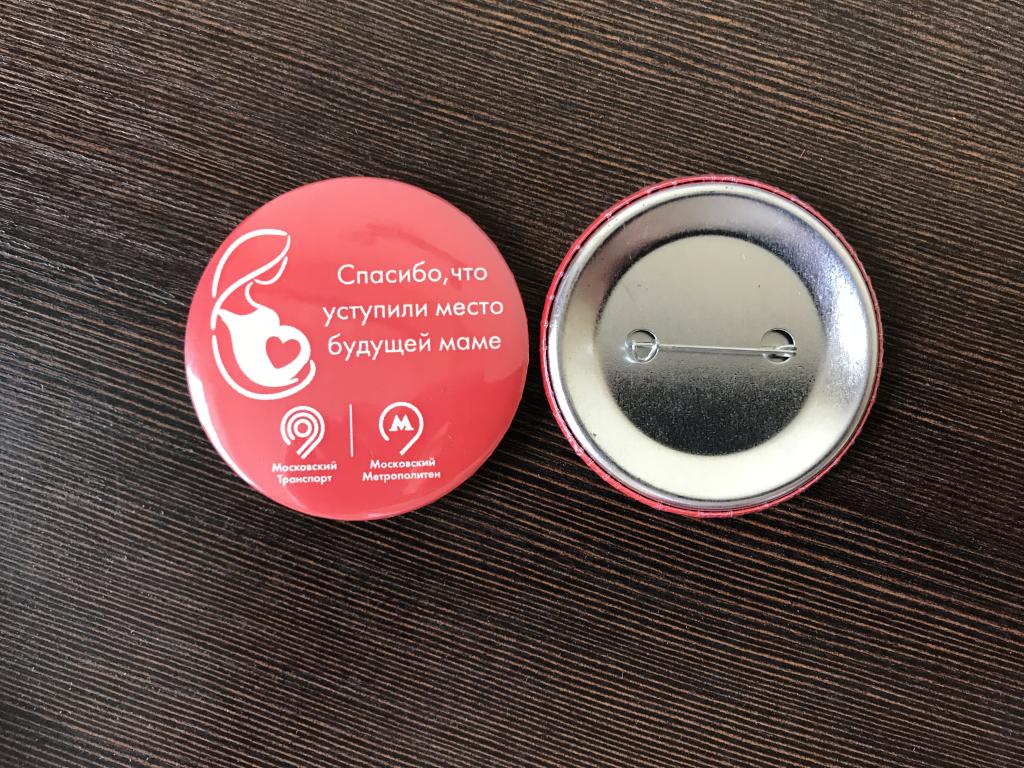 Спасибо, что
уступили место
будущей маме
Московский
Транспорт
М
Московский
Метрополитен